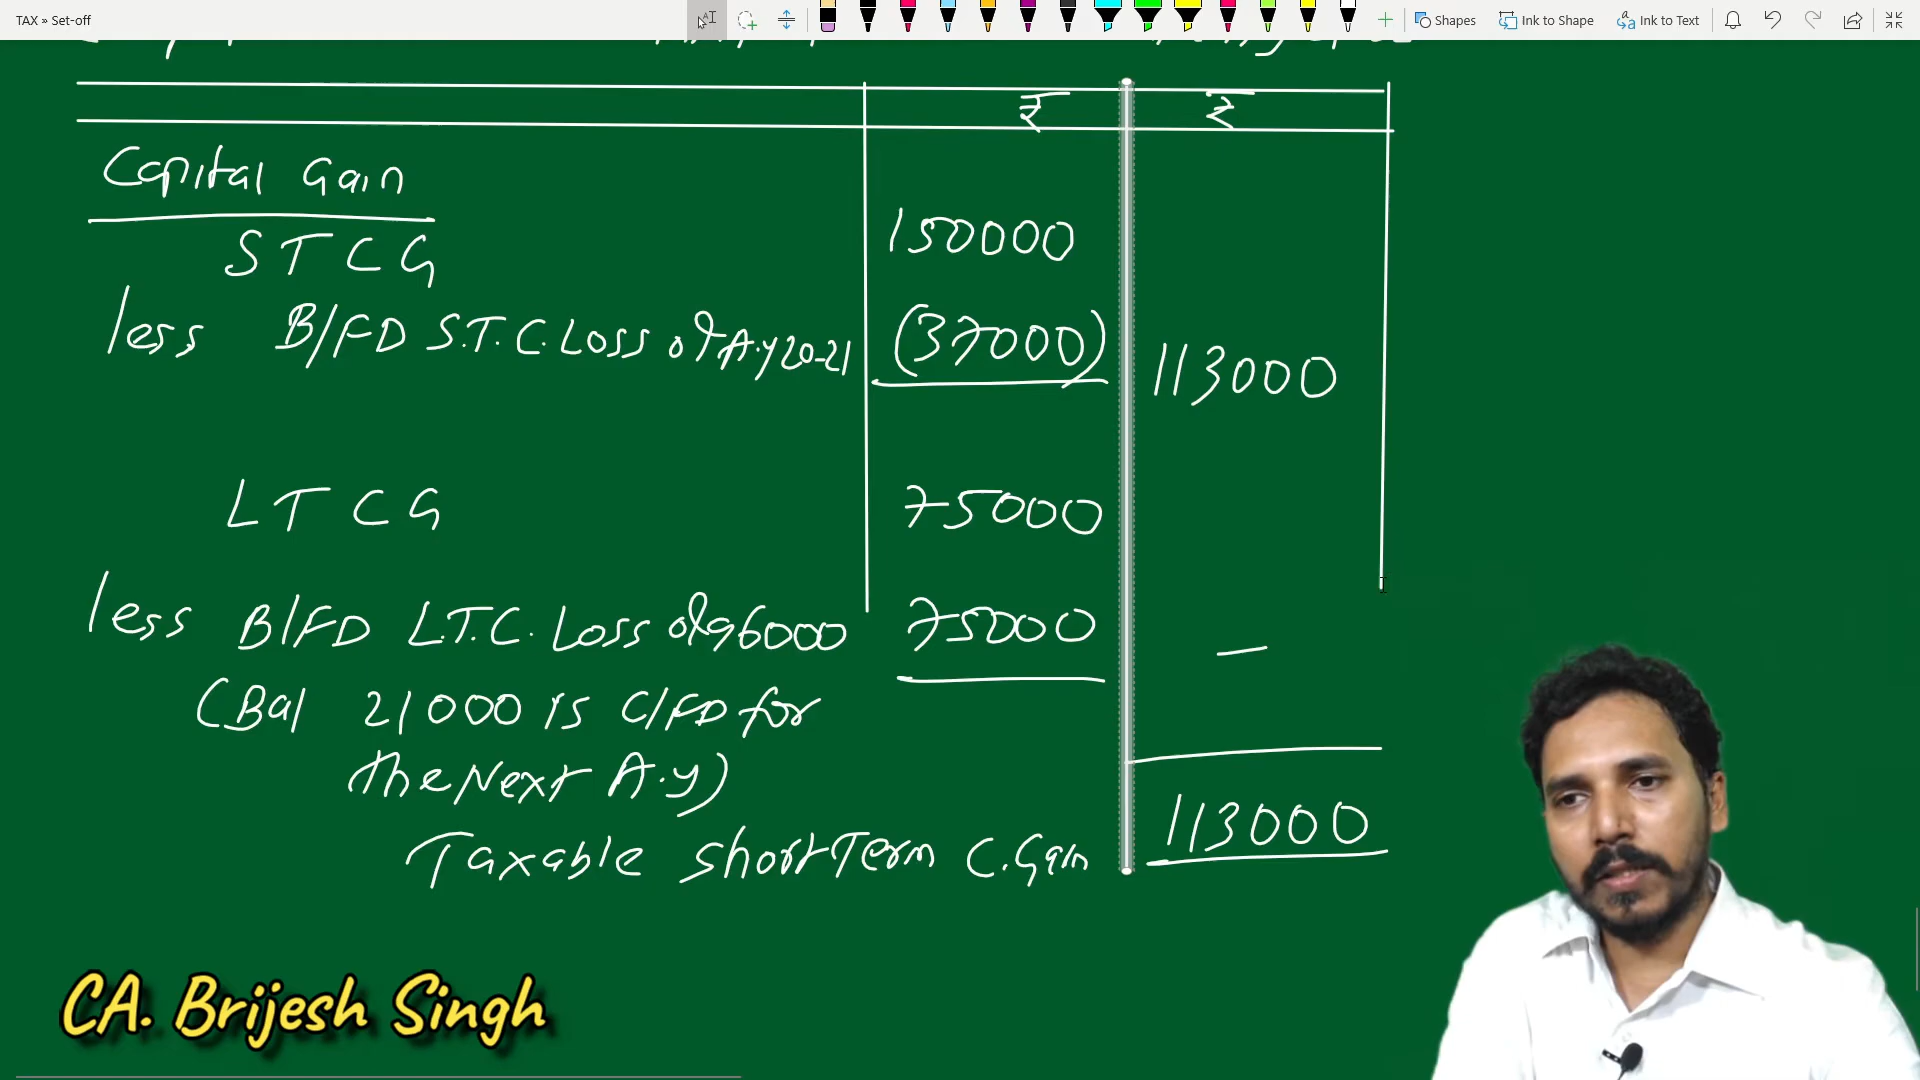 TAX » Set-off
Shapes
Ink to Shape
Ink to Text
₹ ₹
Capital Gain
STCG 150000
less B/FD S.T.C. Loss of A.Y 20-21 (37000) 113000
LTCG 75000
less B/FD L.T.C. Loss of 96000 75000 —
(Bal 21000 is C/FD for
the Next A.Y)
Taxable Short Term C. Gain 113000
CA. Brijesh Singh